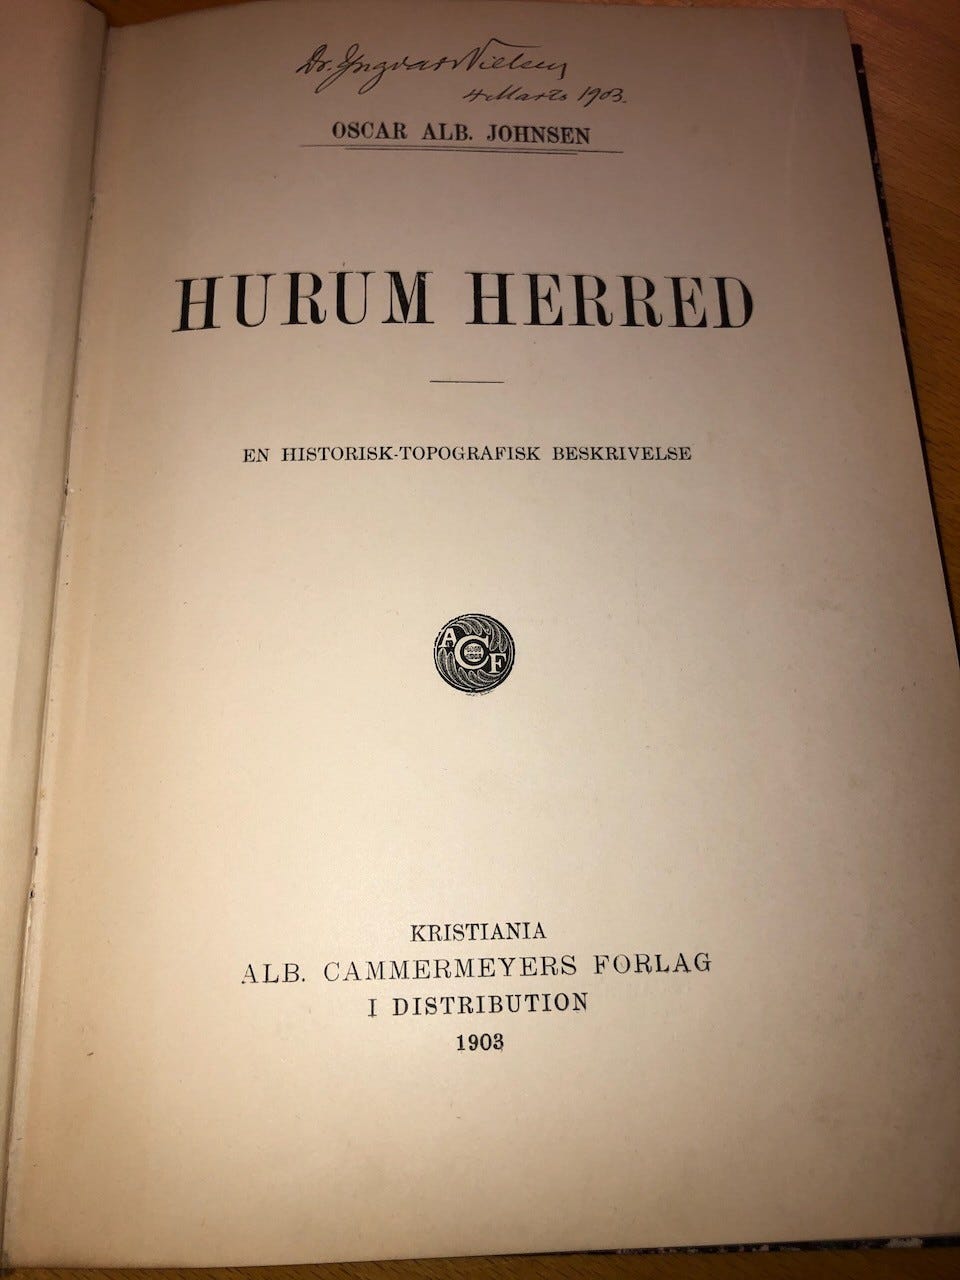 Dr. Yngvar Nielsen
4 Marts 1903.
OSCAR ALB. JOHNSEN
HURUM HERRED
EN HISTORISK-TOPOGRAFISK BESKRIVELSE
A C F
KRISTIANIA
ALB. CAMMERMEYERS FORLAG
I DISTRIBUTION
1903